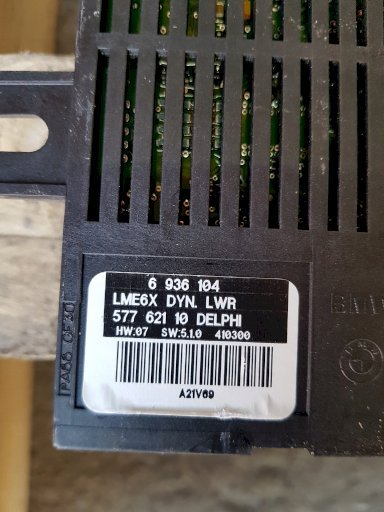 6 936 104
LME6X DYN. LWR
577 621 10 DELPHI
HW:07 SW:5.1.0 410300
A21V69